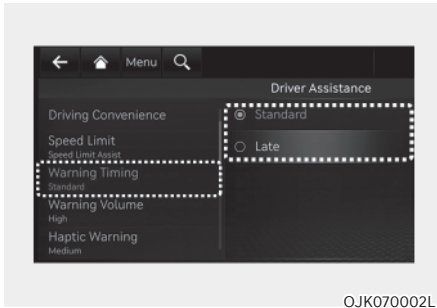 Menu
Driver Assistance
Driving Convenience
Speed Limit
Speed Limit Assist
Warning Timing
Standard
Warning Volume
High
Haptic Warning
Medium
Standard
Late
OJK070002L